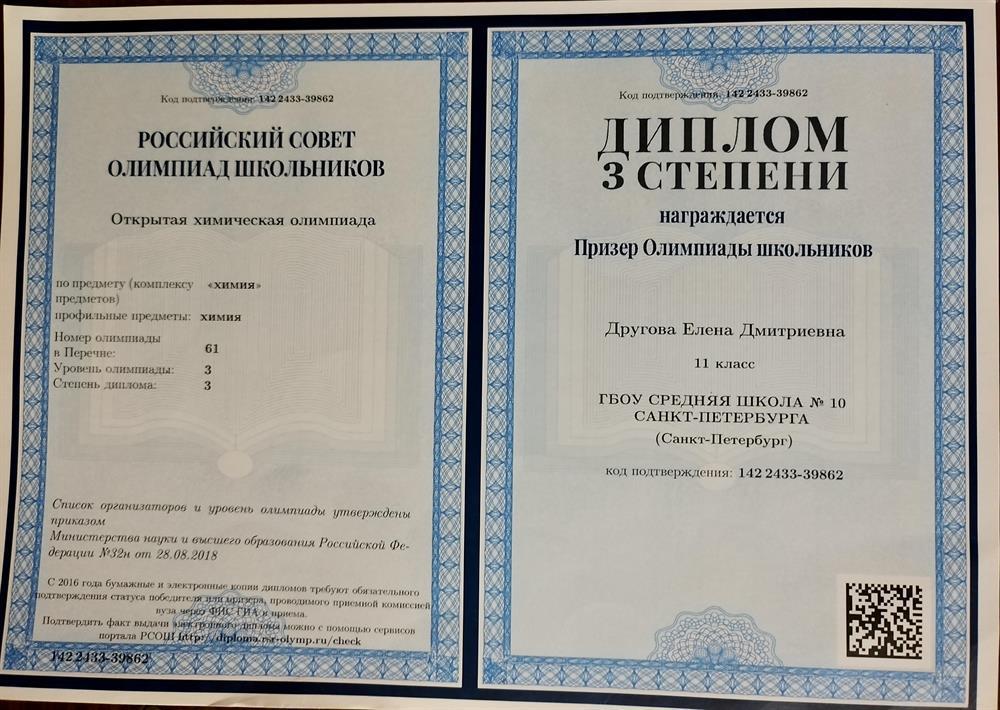 Код подтверждения: 142 2433-39862
РОССИЙСКИЙ СОВЕТ
ОЛИМПИАД ШКОЛЬНИКОВ
Открытая химическая олимпиада
по предмету (комплексу «химия»
предметов)
профильные предметы: химия
Номер олимпиады
в Перечне: 61
Уровень олимпиады: 3
Степень диплома: 3
Список организаторов и уровень олимпиады утверждены
приказом
Министерства науки и высшего образования Российской Фе-
дерации №32н от 28.08.2018
С 2016 года бумажные и электронные копии дипломов требуют обязательного
подтверждения статуса победителя или призера, проводимого приемной комиссией
вуза через ФИС ГИА и приема.
Подтвердить факт выдачи электронного диплома можно с помощью сервисов
портала РСОШ http://diploma.rsr-olymp.ru/check
142 2433-39862
Код подтверждения: 142 2433-39862
ДИПЛОМ
3 СТЕПЕНИ
награждается
Призер Олимпиады школьников
Другова Елена Дмитриевна
11 класс
ГБОУ СРЕДНЯЯ ШКОЛА № 10
САНКТ-ПЕТЕРБУРГА
(Санкт-Петербург)
код подтверждения: 142 2433-39862